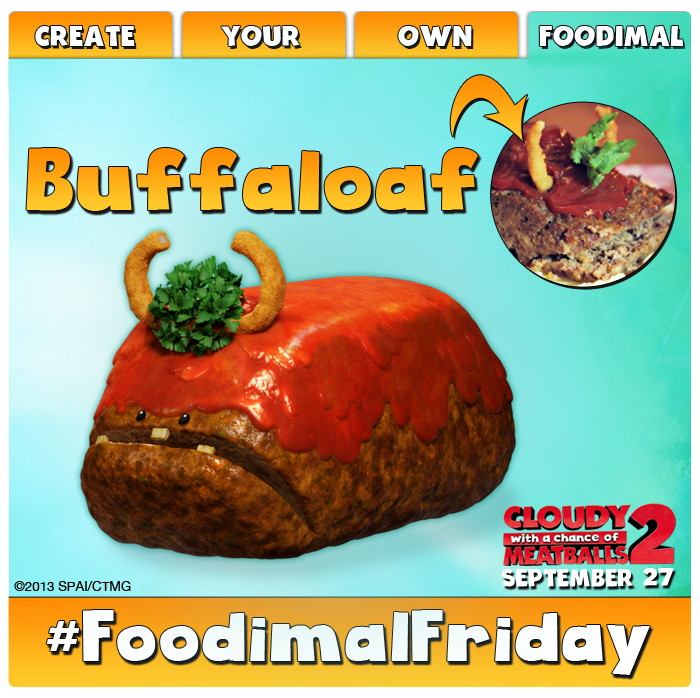 CREATE YOUR OWN FOODIMAL
Buffaloaf
CLOUDY 2
with a chance of
MEATBALLS
SEPTEMBER 27
©2013 SPAI/CTMG
#FoodimalFriday